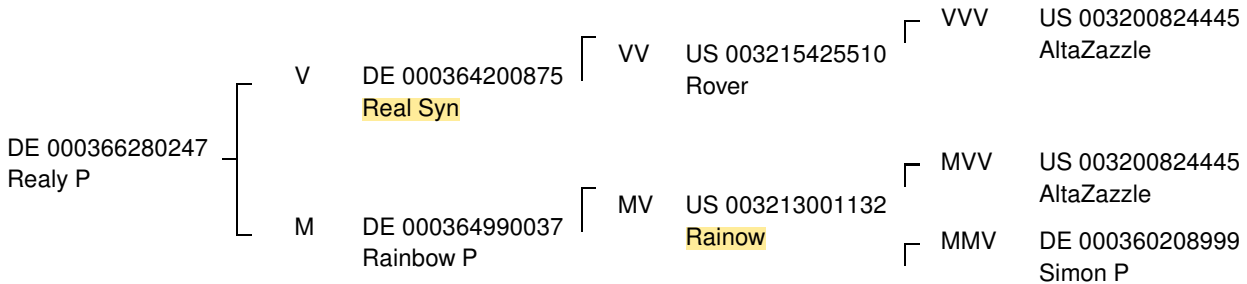 VVV US 003200824445
AltaZazzle
VV US 003215425510
Rover
V DE 000364200875
Real Syn
DE 000366280247
Realy P
MVV US 003200824445
AltaZazzle
MV US 003213001132
Rainow
M DE 000364990037
Rainbow P
MMV DE 000360208999
Simon P